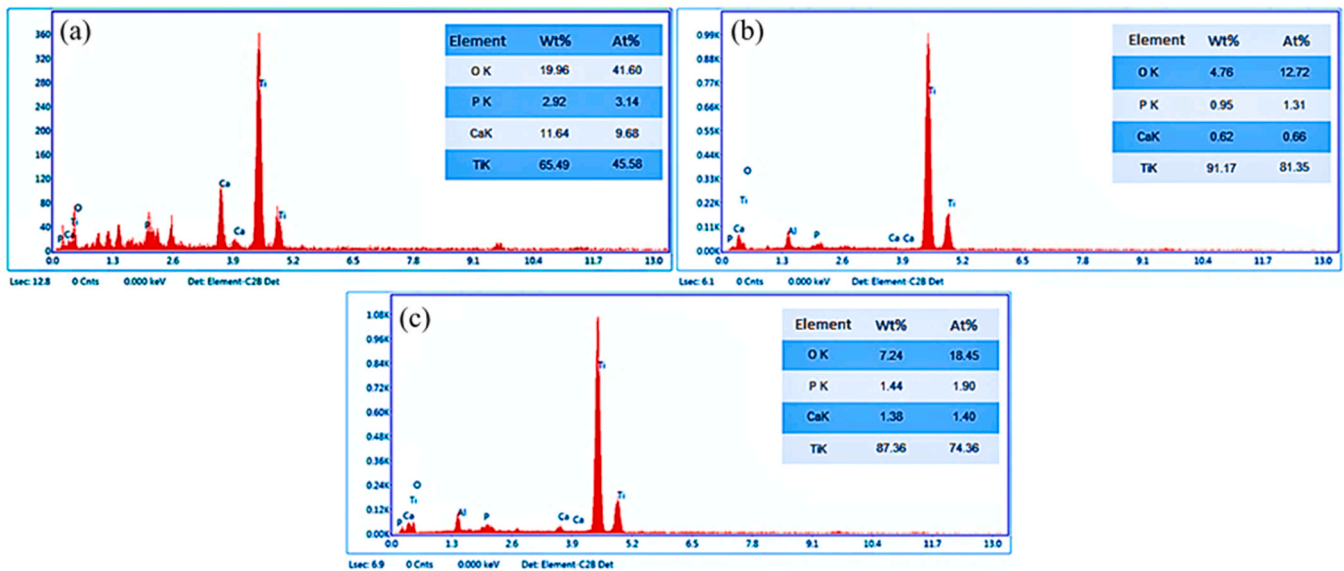 (a)
360
320
280
240
200
160
120
80
40
0
Element Wt% At%
O K 19.96 41.60
P K 2.92 3.14
CaK 11.64 9.68
TiK 65.49 45.58
Ti
Ca
O
Ti
P
Ca
P
Ca
Ti
0.0 1.3 2.6 3.9 5.2 6.5 7.8 9.1 10.4 11.7 13.0
Lsec: 12.8 0 Cnts 0.000 keV Det: Element-C2B Det
(b)
0.99K
0.88K
0.77K
0.66K
0.55K
0.44K
0.33K
0.22K
0.11K
0.00K
Element Wt% At%
O K 4.76 12.72
P K 0.95 1.31
CaK 0.62 0.66
TiK 91.17 81.35
Ti
O
Ti
Ti
Ca
P
Al
P
Ca Ca
0.0 1.3 2.6 3.9 5.2 6.5 7.8 9.1 10.4 11.7 13.0
Lsec: 6.1 0 Cnts 0.000 keV Det: Element-C2B Det
(c)
1.08K
0.96K
0.84K
0.72K
0.60K
0.48K
0.36K
0.24K
0.12K
0.00K
Element Wt% At%
O K 7.24 18.45
P K 1.44 1.90
CaK 1.38 1.40
TiK 87.36 74.36
Ti
O
Ti
Ti
Ca
P
Al
P
Ca Ca
0.0 1.3 2.6 3.9 5.2 6.5 7.8 9.1 10.4 11.7 13.0
Lsec: 6.9 0 Cnts 0.000 keV Det: Element-C2B Det